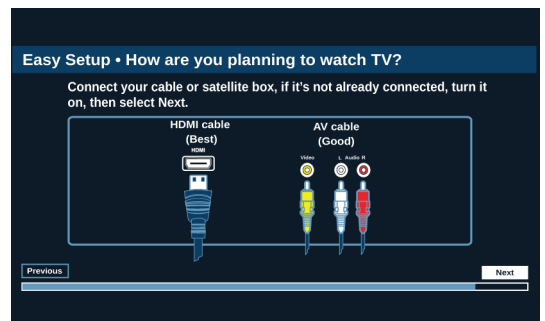 Easy Setup • How are you planning to watch TV?
Connect your cable or satellite box, if it's not already connected, turn it
on, then select Next.
HDMI cable
(Best)
HDMI
AV cable
(Good)
Video L Audio R
Previous
Next